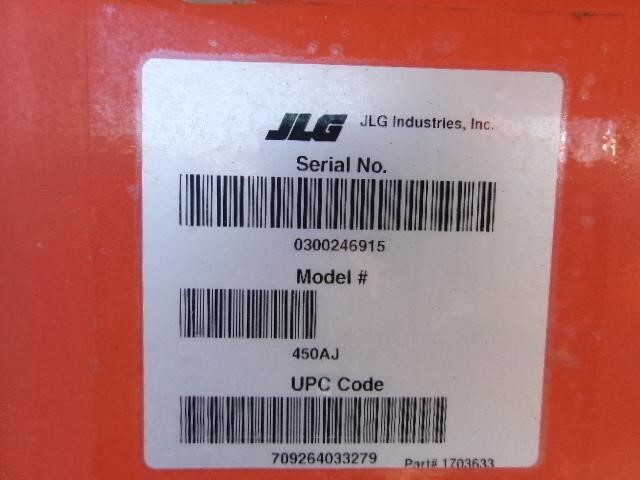 JLG JLG Industries, Inc.
Serial No.
0300246915
Model #
450AJ
UPC Code
709264033279 Part# 1703633